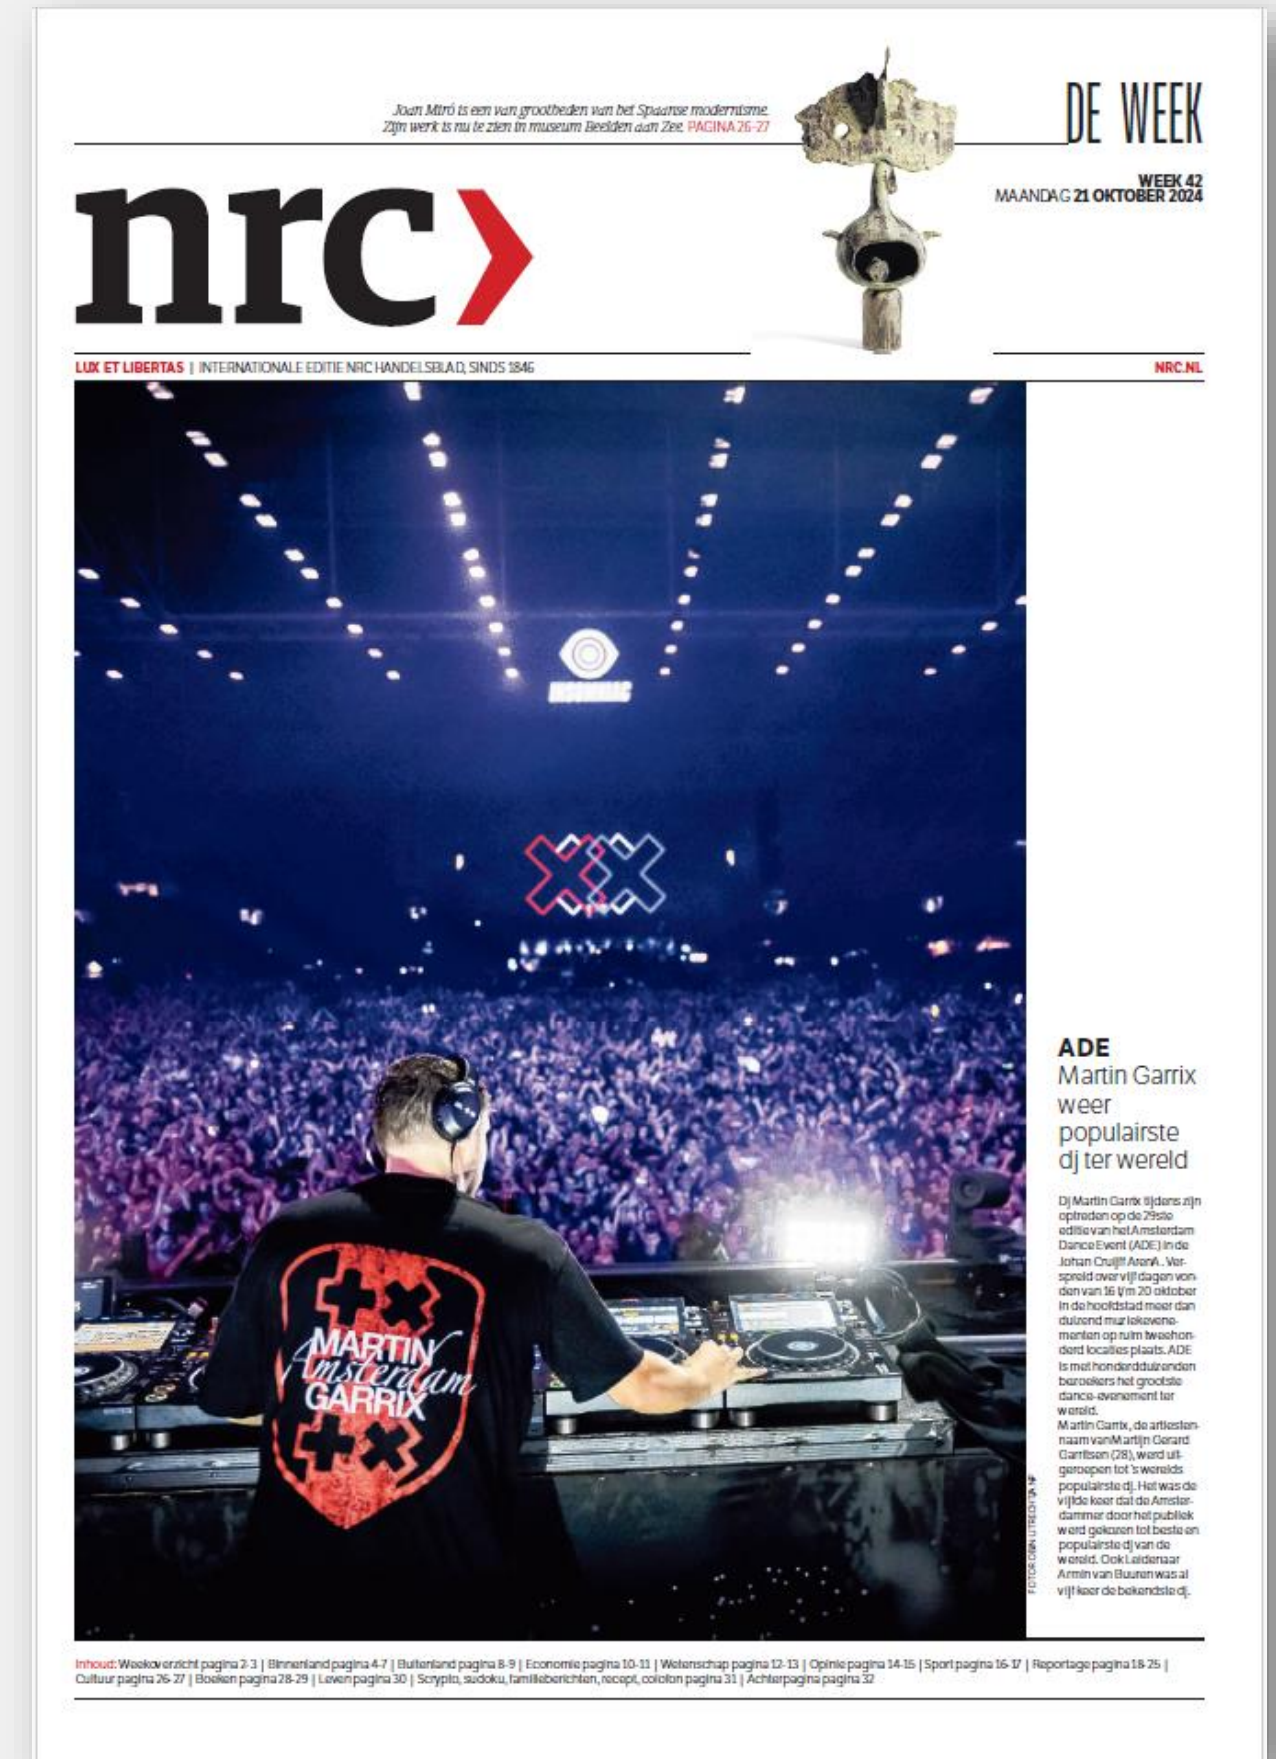 Joan Miró is een van grootheden van het Spaanse modernisme.
Zijn werk is nu te zien in museum Beelden aan Zee. PAGINA 26-27
DE WEEK
WEEK 42
MAANDAG 21 OKTOBER 2024
nrc>
LUX ET LIBERTAS | INTERNATIONALE EDITIE NRC HANDELSBLAD, SINDS 1846
NRC.NL
INSOMNIAC
MARTIN
Amsterdam
GARRIX
ADE
Martin Garrix
weer
populairste
dj ter wereld
Dj Martin Garrix tijdens zijn
optreden op de 29ste
editie van het Amsterdam
Dance Event (ADE) in de
Johan Cruijff ArenA. Ver-
spreid over vijf dagen von-
den van 16 t/m 20 oktober
in de hoofdstad meer dan
duizend muziekevene-
menten op ruim tweehon-
derd locaties plaats. ADE
is met honderdduizenden
bezoekers het grootste
dance-evenement ter
wereld.
Martin Garrix, de artiesten-
naam van Martijn Gerard
Garritsen (28), werd uit-
geroepen tot 's werelds
populairste dj. Het was de
vijfde keer dat de Amster-
dammer door het publiek
werd gekozen tot beste en
populairste dj van de
wereld. Ook Leidenaar
Armin van Buuren was al
vijf keer de bekendste dj.
FOTO ROBIN UTRECHT/ANP
Inhoud: Weekoverzicht pagina 2-3 | Binnenland pagina 4-7 | Buitenland pagina 8-9 | Economie pagina 10-11 | Wetenschap pagina 12-13 | Opinie pagina 14-15 | Sport pagina 16-17 | Reportage pagina 18-25 |
Cultuur pagina 26-27 | Boeken pagina 28-29 | Leven pagina 30 | Scrypto, sudoku, familieberichten, recept, colofon pagina 31 | Achterpagina pagina 32